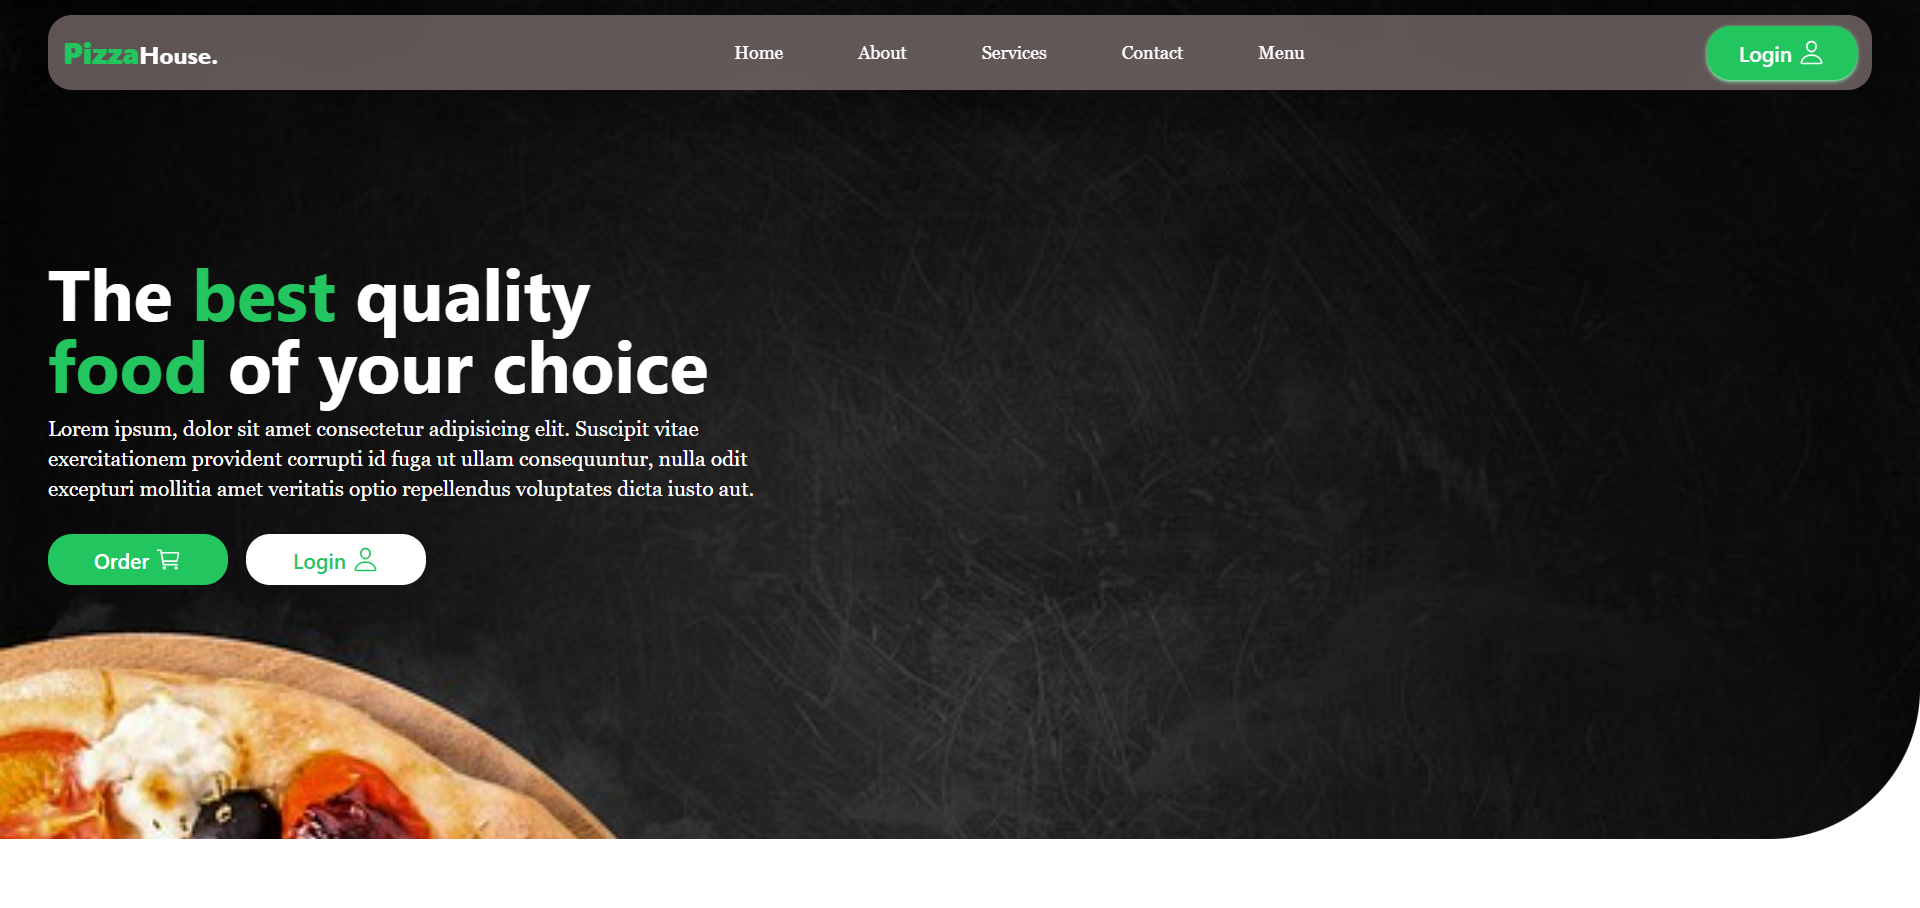 PizzaHouse.
Home About Services Contact Menu
Login
The best quality
food of your choice
Lorem ipsum, dolor sit amet consectetur adipisicing elit. Suscipit vitae
exercitationem provident corrupti id fuga ut ullam consequuntur, nulla odit
excepturi mollitia amet veritatis optio repellendus voluptates dicta iusto aut.
Order
Login